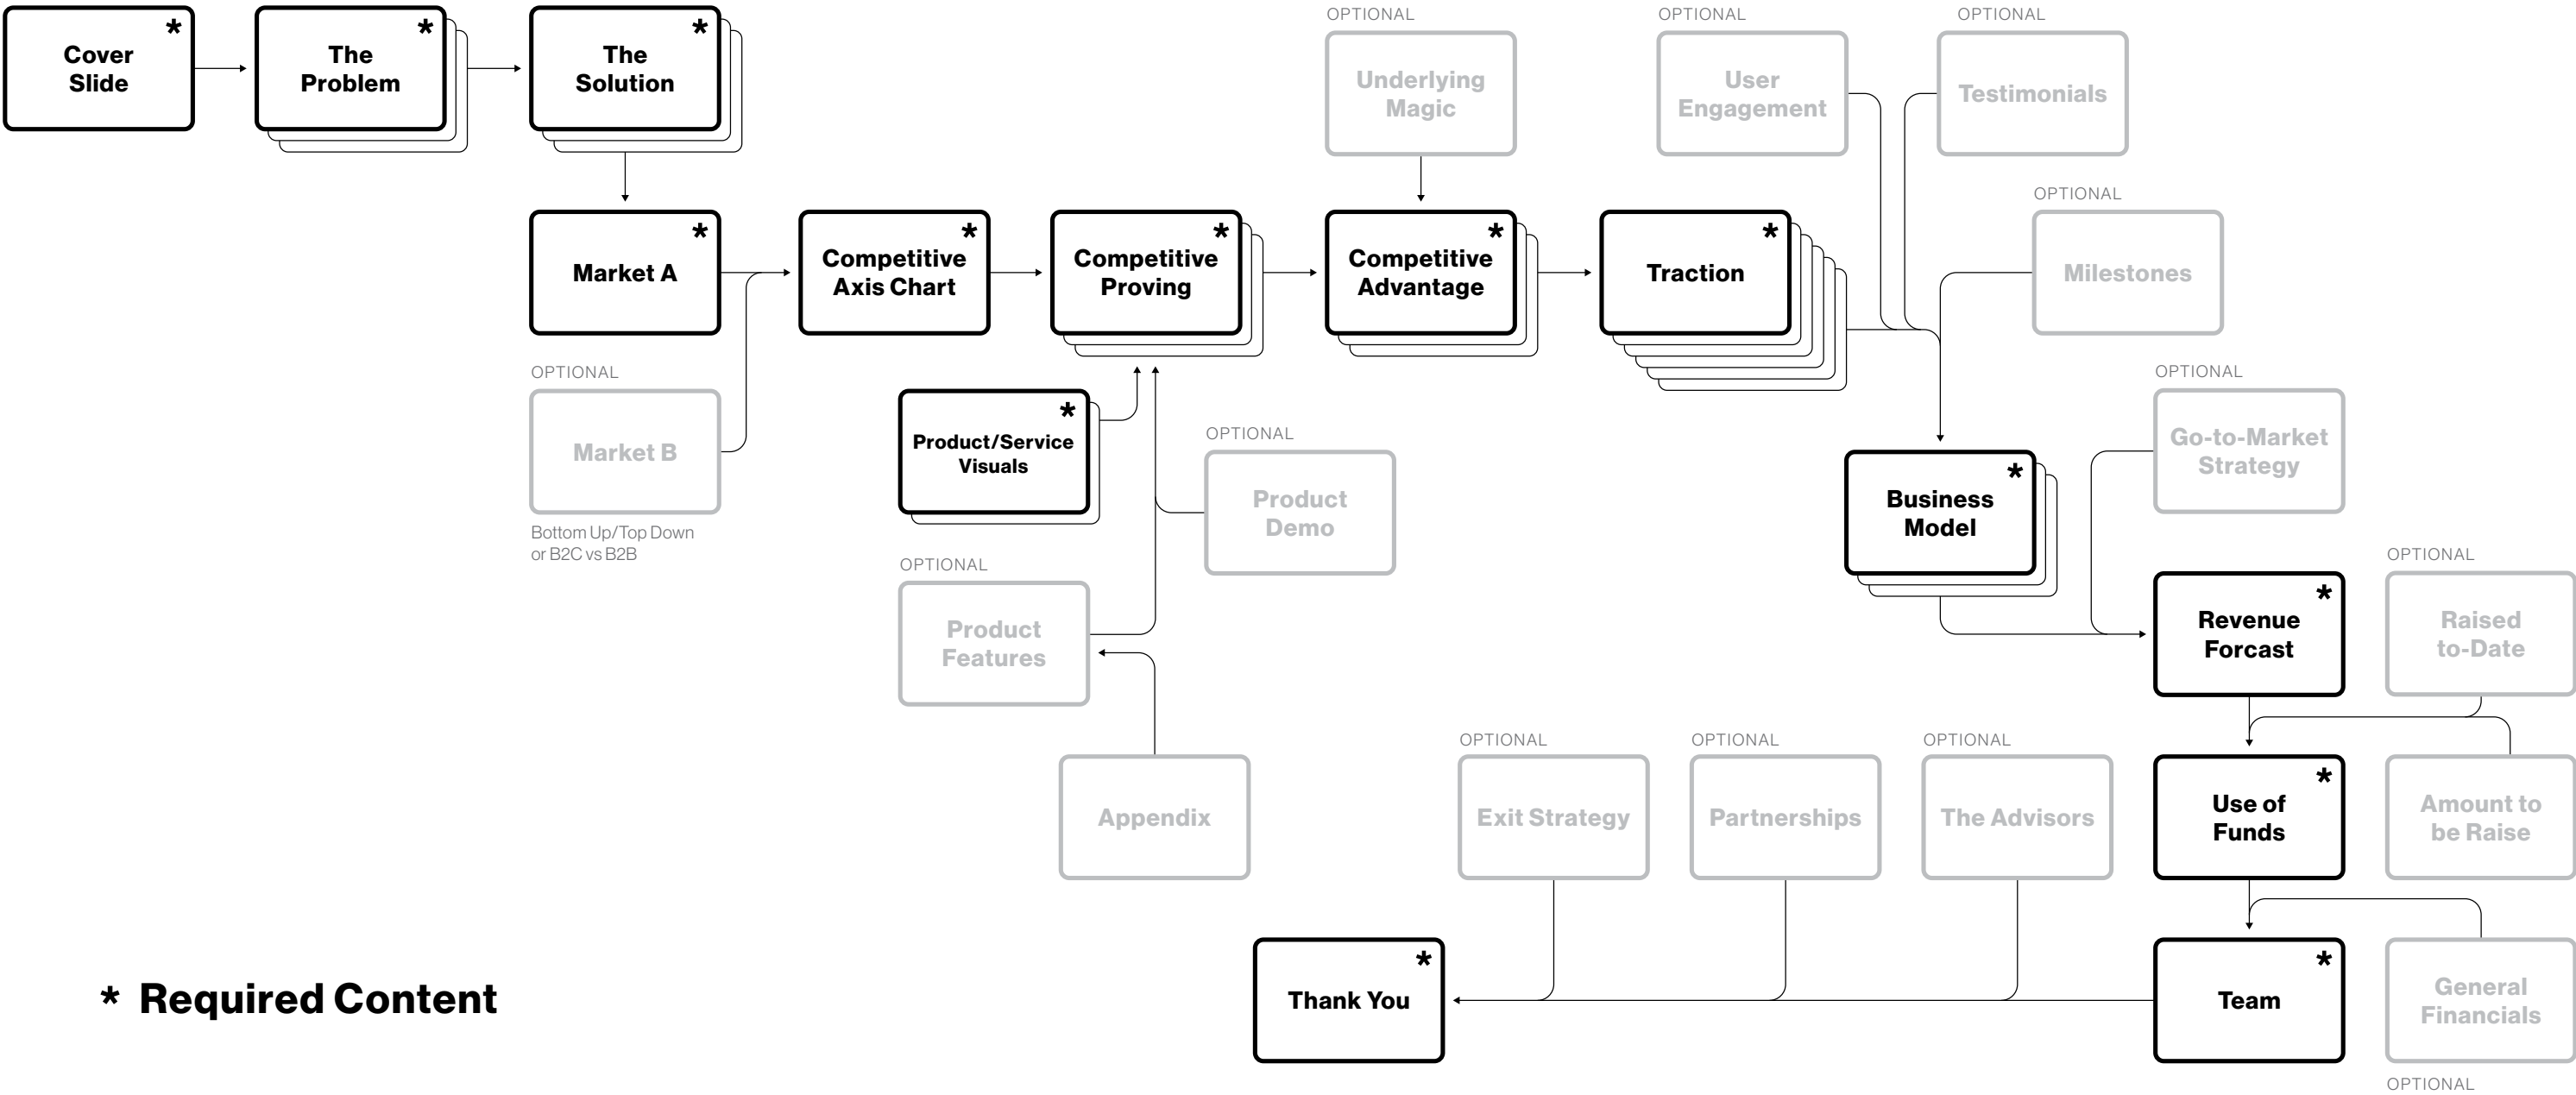 *
Cover
Slide
*
The
Problem
*
The
Solution
OPTIONAL
Underlying
Magic
OPTIONAL
User
Engagement
OPTIONAL
Testimonials
*
Market A
*
Competitive
Axis Chart
*
Competitive
Proving
*
Competitive
Advantage
*
Traction
OPTIONAL
Milestones
OPTIONAL
Market B
Bottom Up/Top Down
or B2C vs B2B
*
Product/Service
Visuals
OPTIONAL
Product
Demo
*
Business
Model
OPTIONAL
Go-to-Market
Strategy
OPTIONAL
Product
Features
*
Revenue
Forcast
OPTIONAL
Raised
to-Date
Appendix
OPTIONAL
Exit Strategy
OPTIONAL
Partnerships
OPTIONAL
The Advisors
*
Use of
Funds
Amount to
be Raise
* Required Content
*
Thank You
*
Team
General
Financials
OPTIONAL